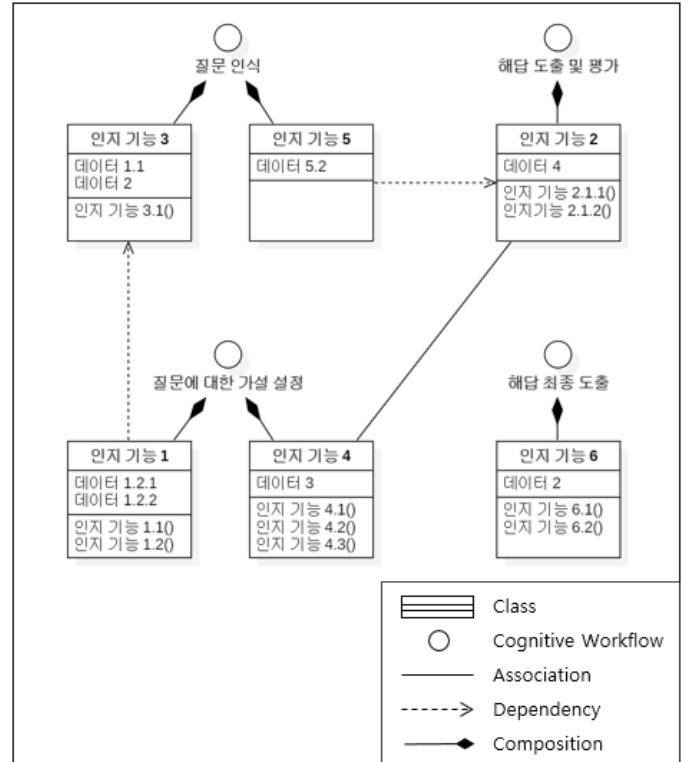 질문 인식
해답 도출 및 평가
인지 기능 3
데이터 1.1
데이터 2
인지 기능 3.1()
인지 기능 5
데이터 5.2
인지 기능 2
데이터 4
인지 기능 2.1.1()
인지기능 2.1.2()
질문에 대한 가설 설정
해답 최종 도출
인지 기능 1
데이터 1.2.1
데이터 1.2.2
인지 기능 1.1()
인지 기능 1.2()
인지 기능 4
데이터 3
인지 기능 4.1()
인지 기능 4.2()
인지 기능 4.3()
인지 기능 6
데이터 2
인지 기능 6.1()
인지 기능 6.2()
Class
Cognitive Workflow
Association
Dependency
Composition